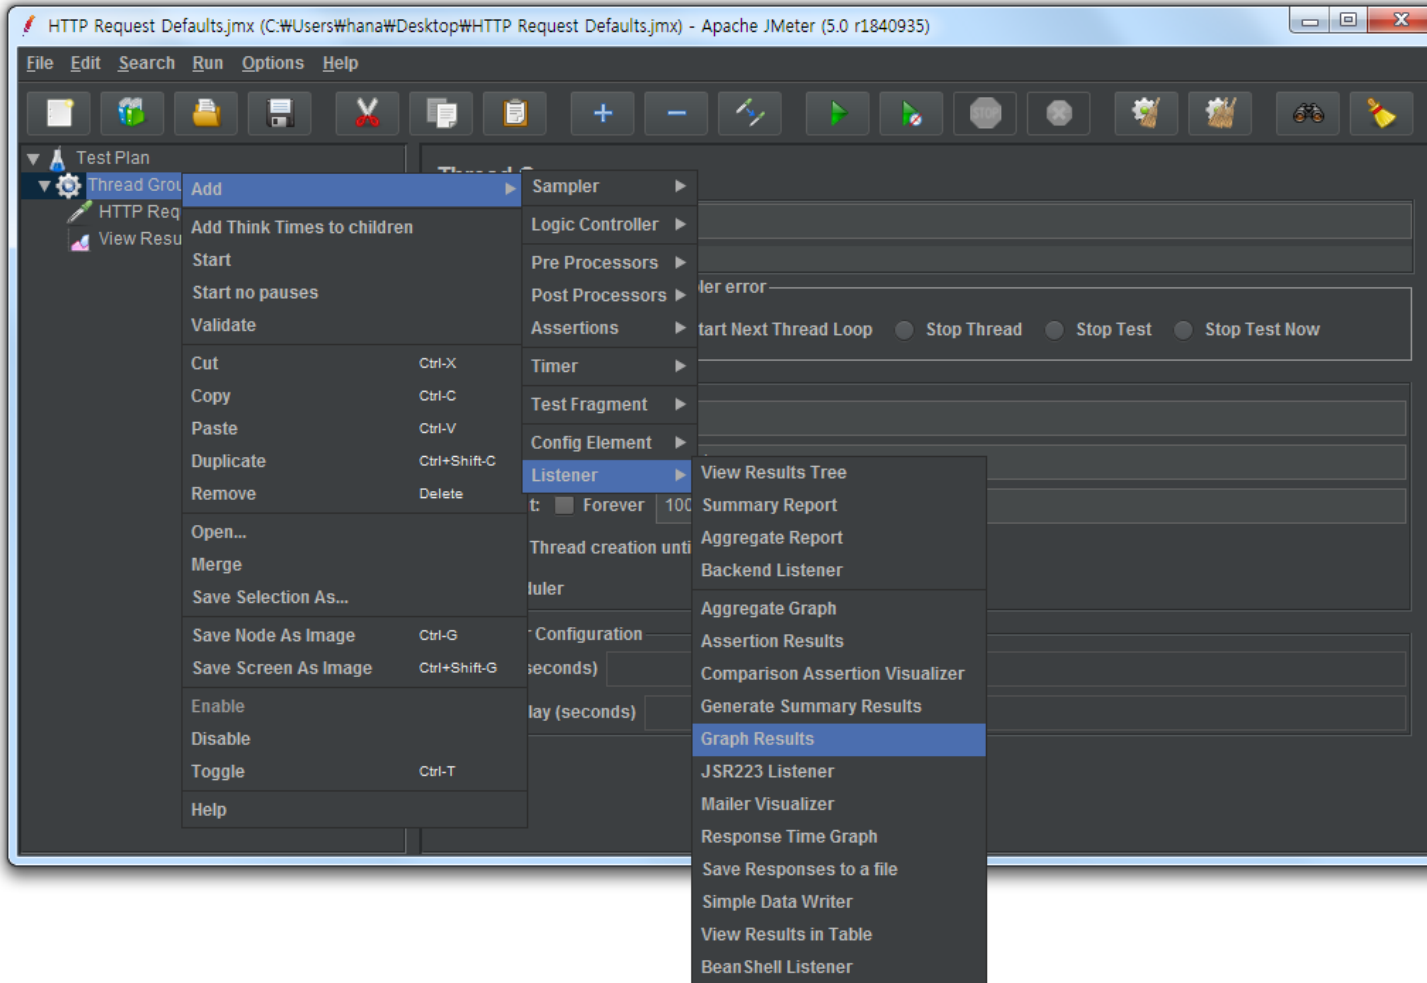 HTTP Request Defaults.jmx (C:₩Users₩hana₩Desktop₩HTTP Request Defaults.jmx) - Apache JMeter (5.0 r1840935)
File Edit Search Run Options Help
STOP
Test Plan
Thread Grou
HTTP Req
View Resu
Add
Add Think Times to children
Start
Start no pauses
Validate
Cut Ctrl-X
Copy Ctrl-C
Paste Ctrl-V
Duplicate Ctrl+Shift-C
Remove Delete
Open...
Merge
Save Selection As...
Save Node As Image Ctrl-G
Save Screen As Image Ctrl+Shift-G
Enable
Disable
Toggle Ctrl-T
Help
Sampler
Logic Controller
Pre Processors
Post Processors
Assertions
Timer
Test Fragment
Config Element
Listener
ler error
tart Next Thread Loop Stop Thread Stop Test Stop Test Now
t: Forever 100
Thread creation unti
duler
r Configuration
seconds)
lay (seconds)
View Results Tree
Summary Report
Aggregate Report
Backend Listener
Aggregate Graph
Assertion Results
Comparison Assertion Visualizer
Generate Summary Results
Graph Results
JSR223 Listener
Mailer Visualizer
Response Time Graph
Save Responses to a file
Simple Data Writer
View Results in Table
BeanShell Listener